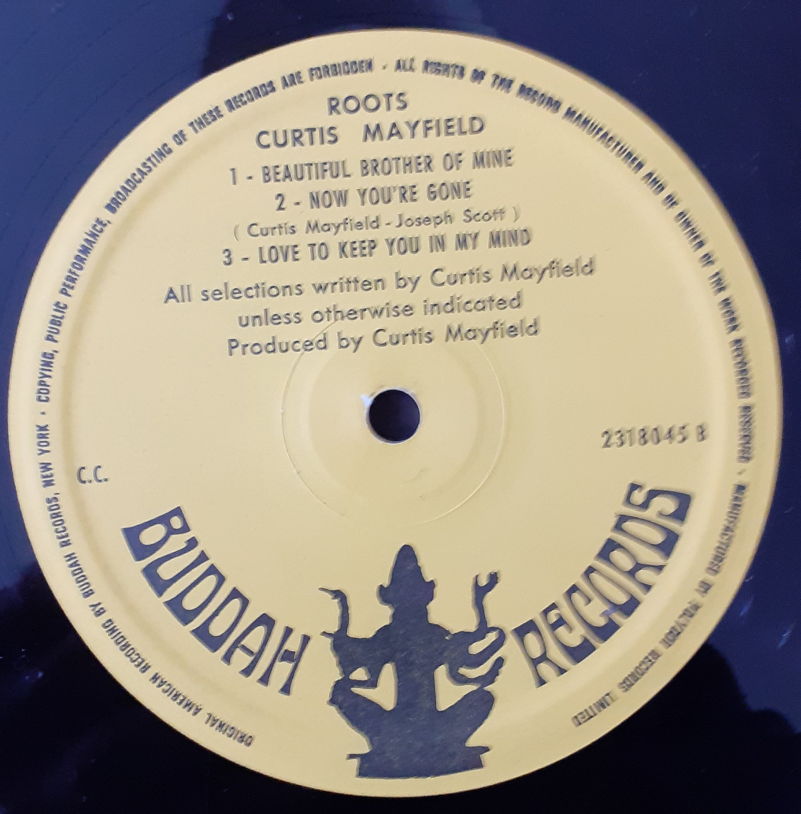 ORIGINAL AMERICAN RECORDING BY BUDDAH RECORDS, NEW YORK · COPYING, PUBLIC PERFORMANCE, BROADCASTING OF THESE RECORDS ARE FORBIDDEN · ALL RIGHTS OF THE RECORD MANUFACTURER AND OF OWNER OF THE WORK RECORDED RESERVED · MANUFACTURED BY POLYDOR RECORDS LIMITED
ROOTS
CURTIS MAYFIELD
1 - BEAUTIFUL BROTHER OF MINE
2 - NOW YOU'RE GONE
( Curtis Mayfield - Joseph Scott )
3 - LOVE TO KEEP YOU IN MY MIND
All selections written by Curtis Mayfield
unless otherwise indicated
Produced by Curtis Mayfield
2318045 B
C.C.
BUDDAH RECORDS